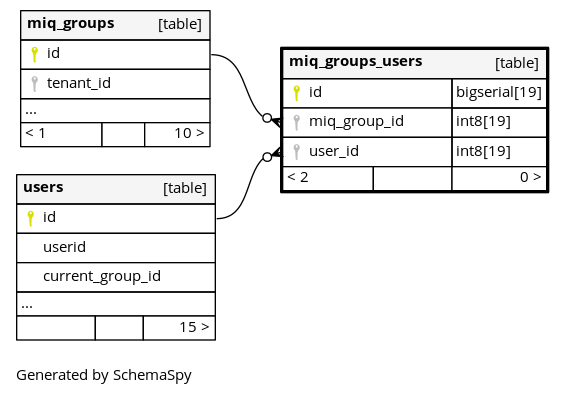 miq_groups [table]
id
tenant_id
...
< 1 10 >
miq_groups_users [table]
id bigserial[19]
miq_group_id int8[19]
user_id int8[19]
< 2 0 >
users [table]
id
userid
current_group_id
...
15 >
Generated by SchemaSpy